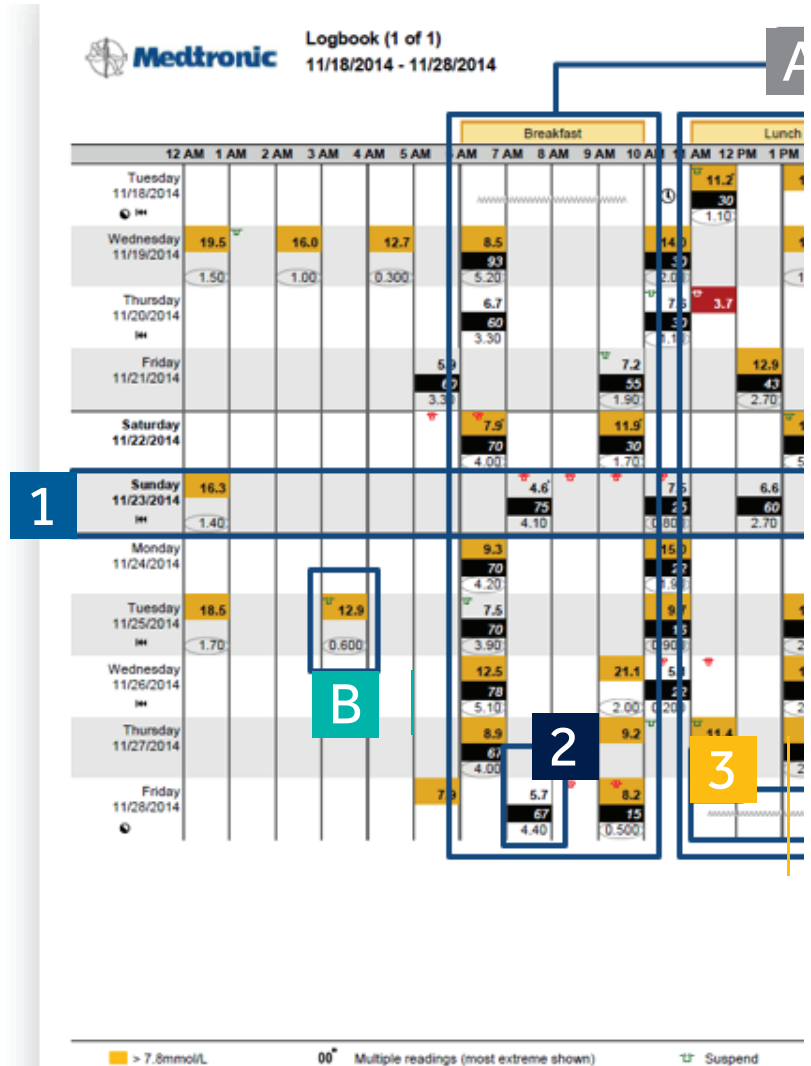 Medtronic
Logbook (1 of 1)
11/18/2014 - 11/28/2014
A
Breakfast Lunch
12 AM 1 AM 2 AM 3 AM 4 AM 5 AM AM 7 AM 8 AM 9 AM 10 AM AM 12 PM 1 PM
Tuesday
11/18/2014
11.2
30
1.10
Wednesday
11/19/2014
19.5 16.0 12.7 8.5
93
1.50 1.00 0.300 5.20
Thursday
11/20/2014
6.7 3.7
60
3.30
Friday
11/21/2014
7.2 12.9
55 43
1.90 2.70
Saturday
11/22/2014
7.9* 11.9*
70 30
4.00 1.70
1
Sunday
11/23/2014
16.3 4.6* 6.6
75 60
1.40 4.10 2.70
Monday
11/24/2014
9.3
70
4.20
Tuesday
11/25/2014
18.5 12.9 7.5
70
1.70 0.600 3.90
B
Wednesday
11/26/2014
12.5 21.1
78
5.10 2.00
Thursday
11/27/2014
8.9 9.2 11.4
67
4.00
2
3
Friday
11/28/2014
5.7 8.2
67 15
4.40 0.500
> 7.8mmol/L 00* Multiple readings (most extreme shown) Suspend